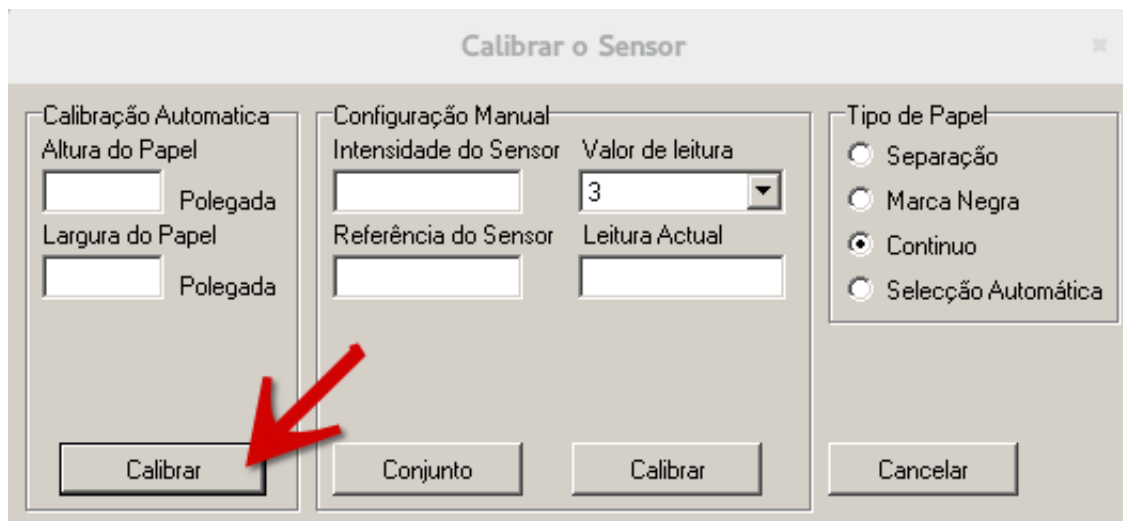 Calibrar o Sensor
Calibração Automatica
Altura do Papel
Polegada
Largura do Papel
Polegada
Calibrar
Configuração Manual
Intensidade do Sensor Valor de leitura
3
Referência do Sensor Leitura Actual
Conjunto Calibrar
Tipo de Papel
Separação
Marca Negra
Continuo
Selecção Automática
Cancelar